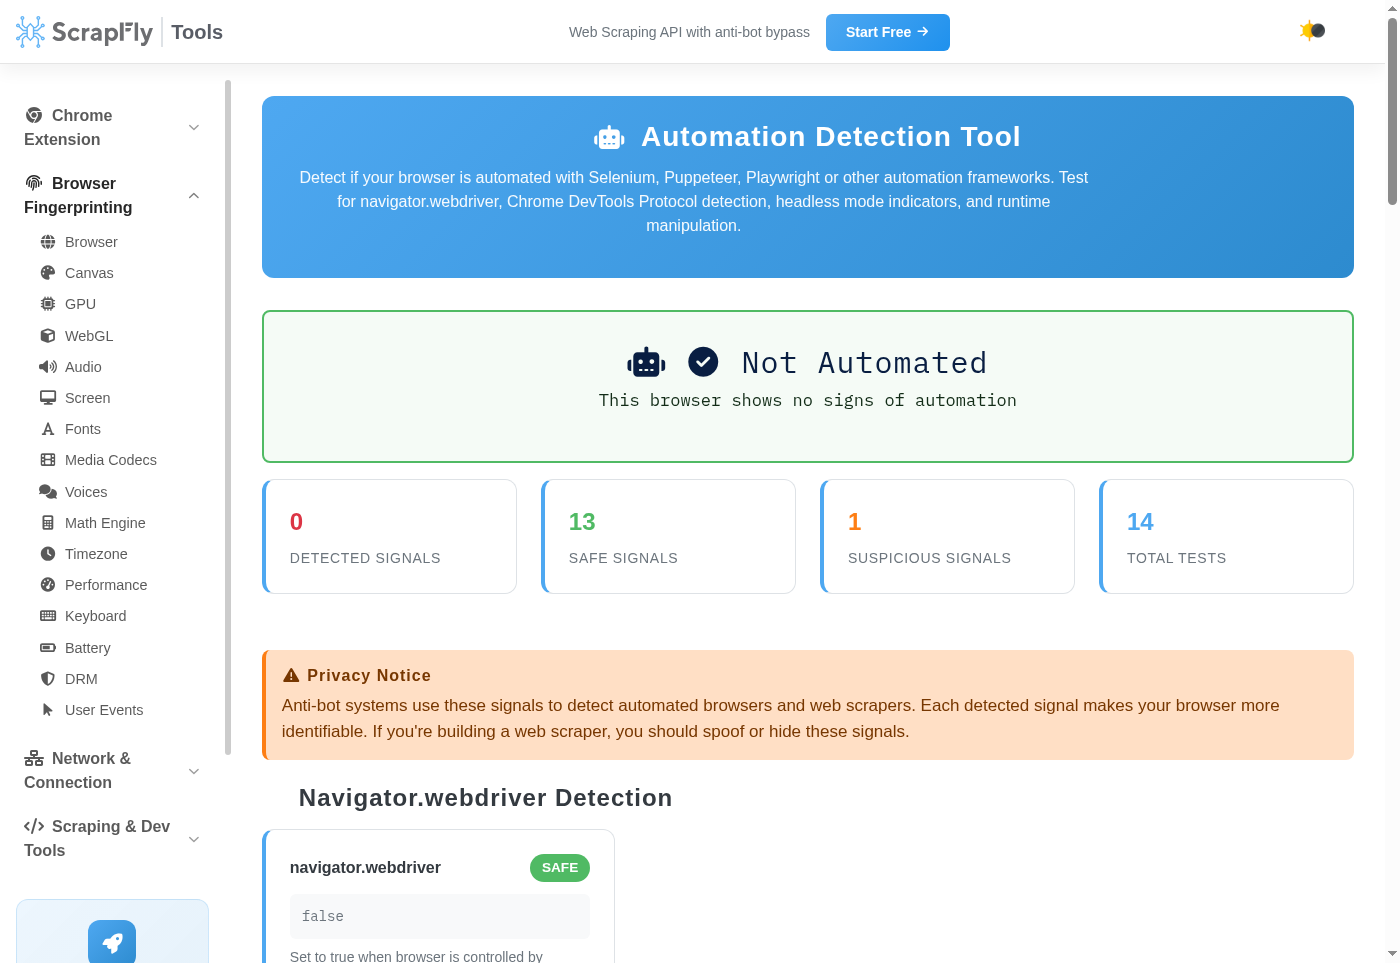 ScrapFly Tools
Web Scraping API with anti-bot bypass
Start Free →
Chrome
Extension
Browser
Fingerprinting
Browser
Canvas
GPU
WebGL
Audio
Screen
Fonts
Media Codecs
Voices
Math Engine
Timezone
Performance
Keyboard
Battery
DRM
User Events
Network &
Connection
Scraping & Dev
Tools
Automation Detection Tool
Detect if your browser is automated with Selenium, Puppeteer, Playwright or other automation frameworks. Test
for navigator.webdriver, Chrome DevTools Protocol detection, headless mode indicators, and runtime
manipulation.
Not Automated
This browser shows no signs of automation
0
DETECTED SIGNALS
13
SAFE SIGNALS
1
SUSPICIOUS SIGNALS
14
TOTAL TESTS
Privacy Notice
Anti-bot systems use these signals to detect automated browsers and web scrapers. Each detected signal makes your browser more
identifiable. If you're building a web scraper, you should spoof or hide these signals.
Navigator.webdriver Detection
navigator.webdriver
SAFE
false
Set to true when browser is controlled by